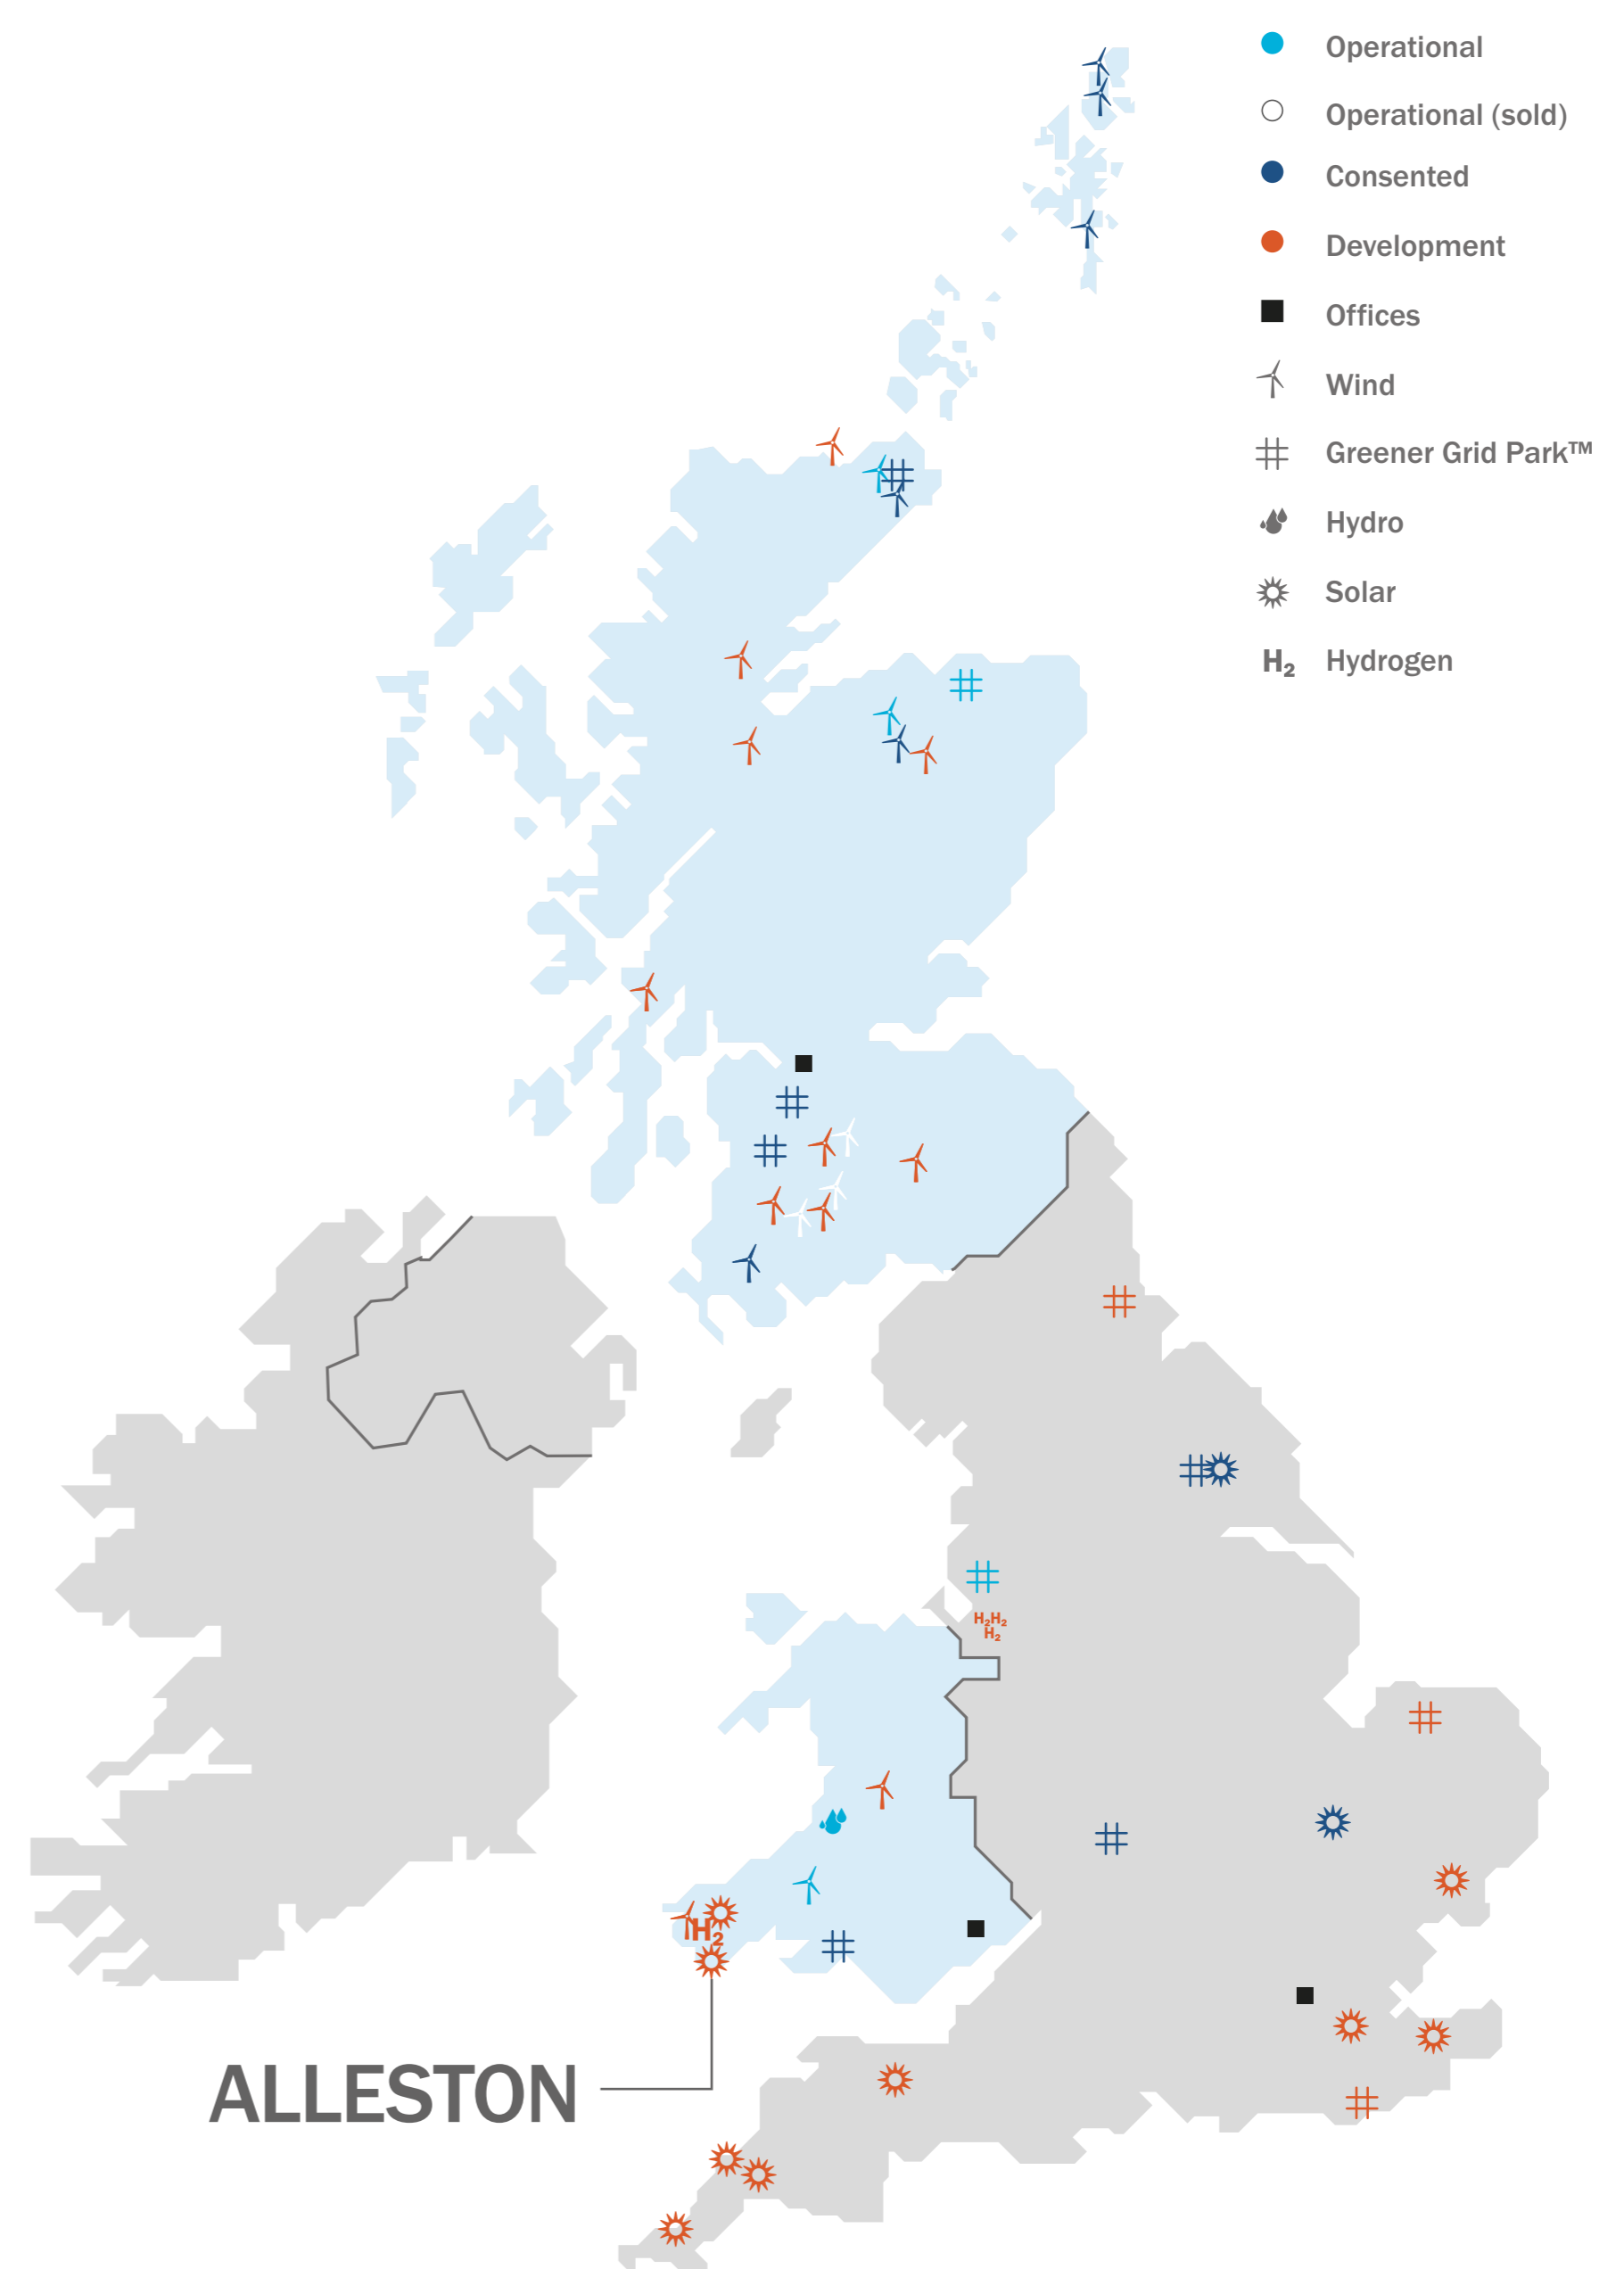 Operational
Operational (sold)
Consented
Development
Offices
Wind
Greener Grid Park™
Hydro
Solar
H₂ Hydrogen
H₂H₂
H₂
H₂
ALLESTON